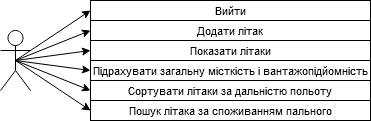 Вийти
Додати літак
Показати літаки
Підрахувати загальну місткість і вантажопідйомність
Сортувати літаки за дальністю польоту
Пошук літака за споживанням пального